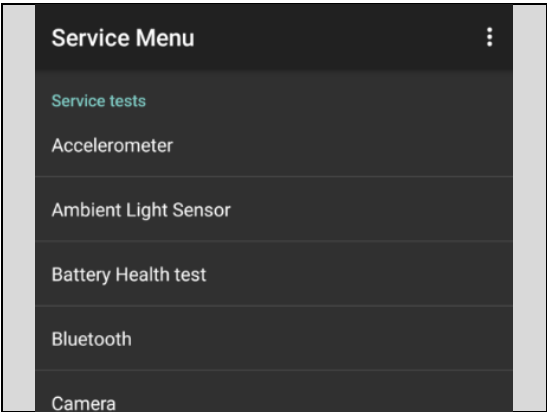 Service Menu
Service tests
Accelerometer
Ambient Light Sensor
Battery Health test
Bluetooth
Camera